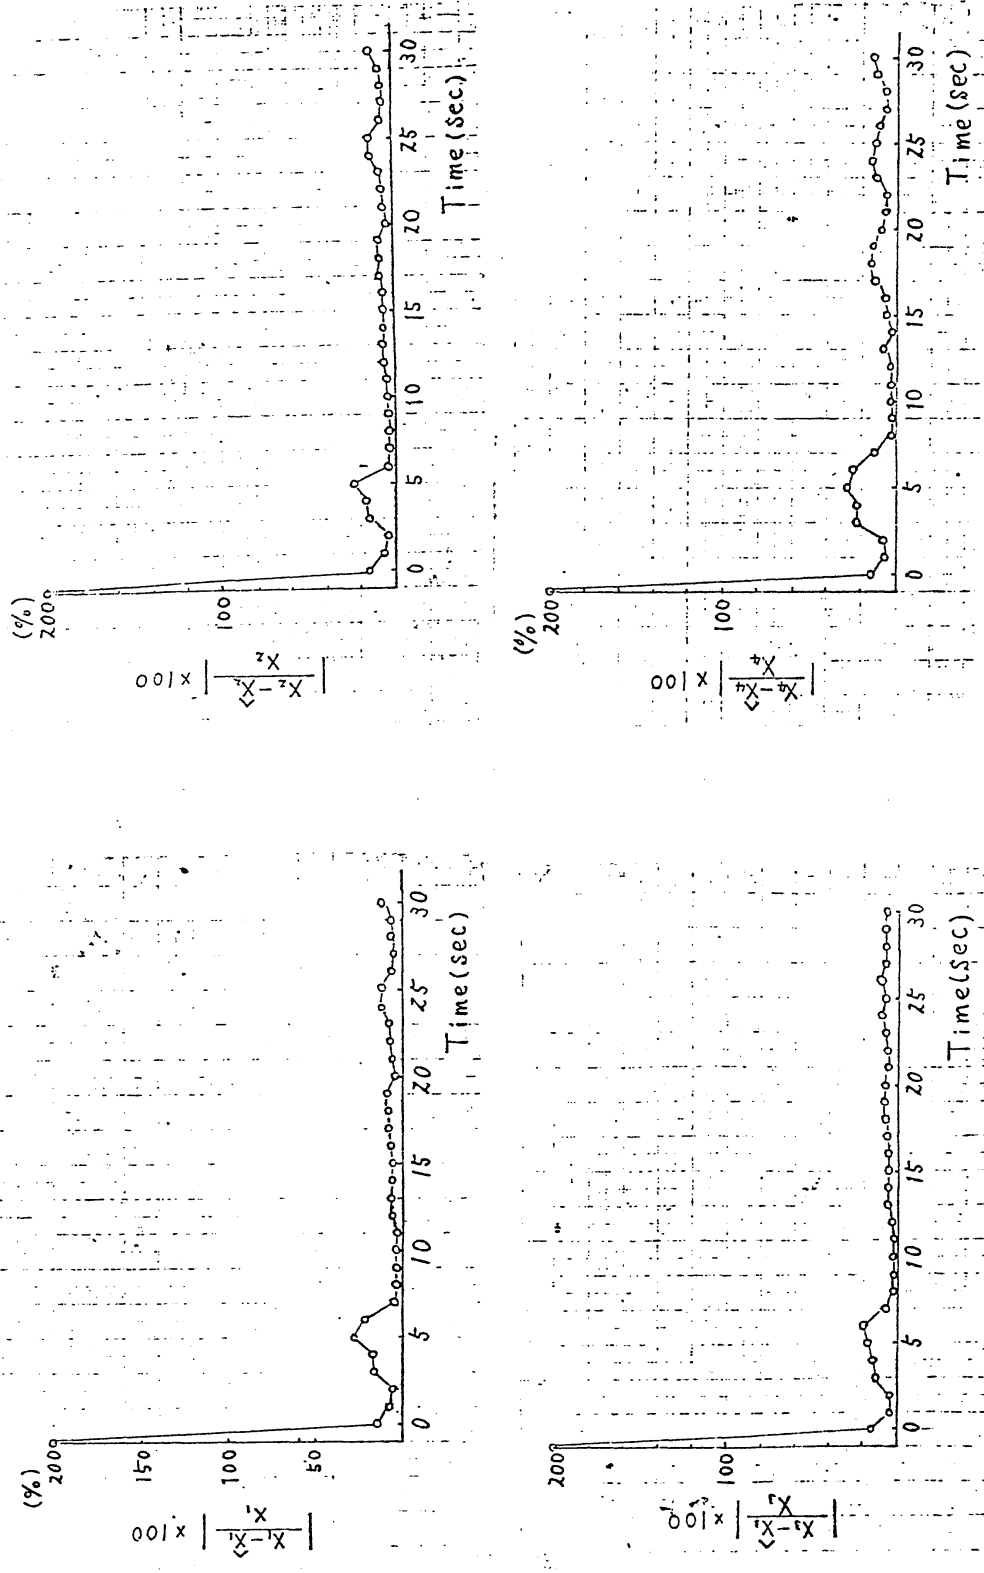 (%)
200
150
100
50
| X₁ - X̂₁ / X₁ | × 100
0 5 10 15 20 25 30
Time (sec)
(%)
200
100
| X₂ - X̂₂ / X₂ | × 100
0 5 10 15 20 25 30
Time (sec.)
200
100
| X₃ - X̂₃ / X₃ | × 100
0 5 10 15 20 25 30
Time (sec)
(%)
200
100
| X₄ - X̂₄ / X₄ | × 100
0 5 10 15 20 25 30
Time (sec)